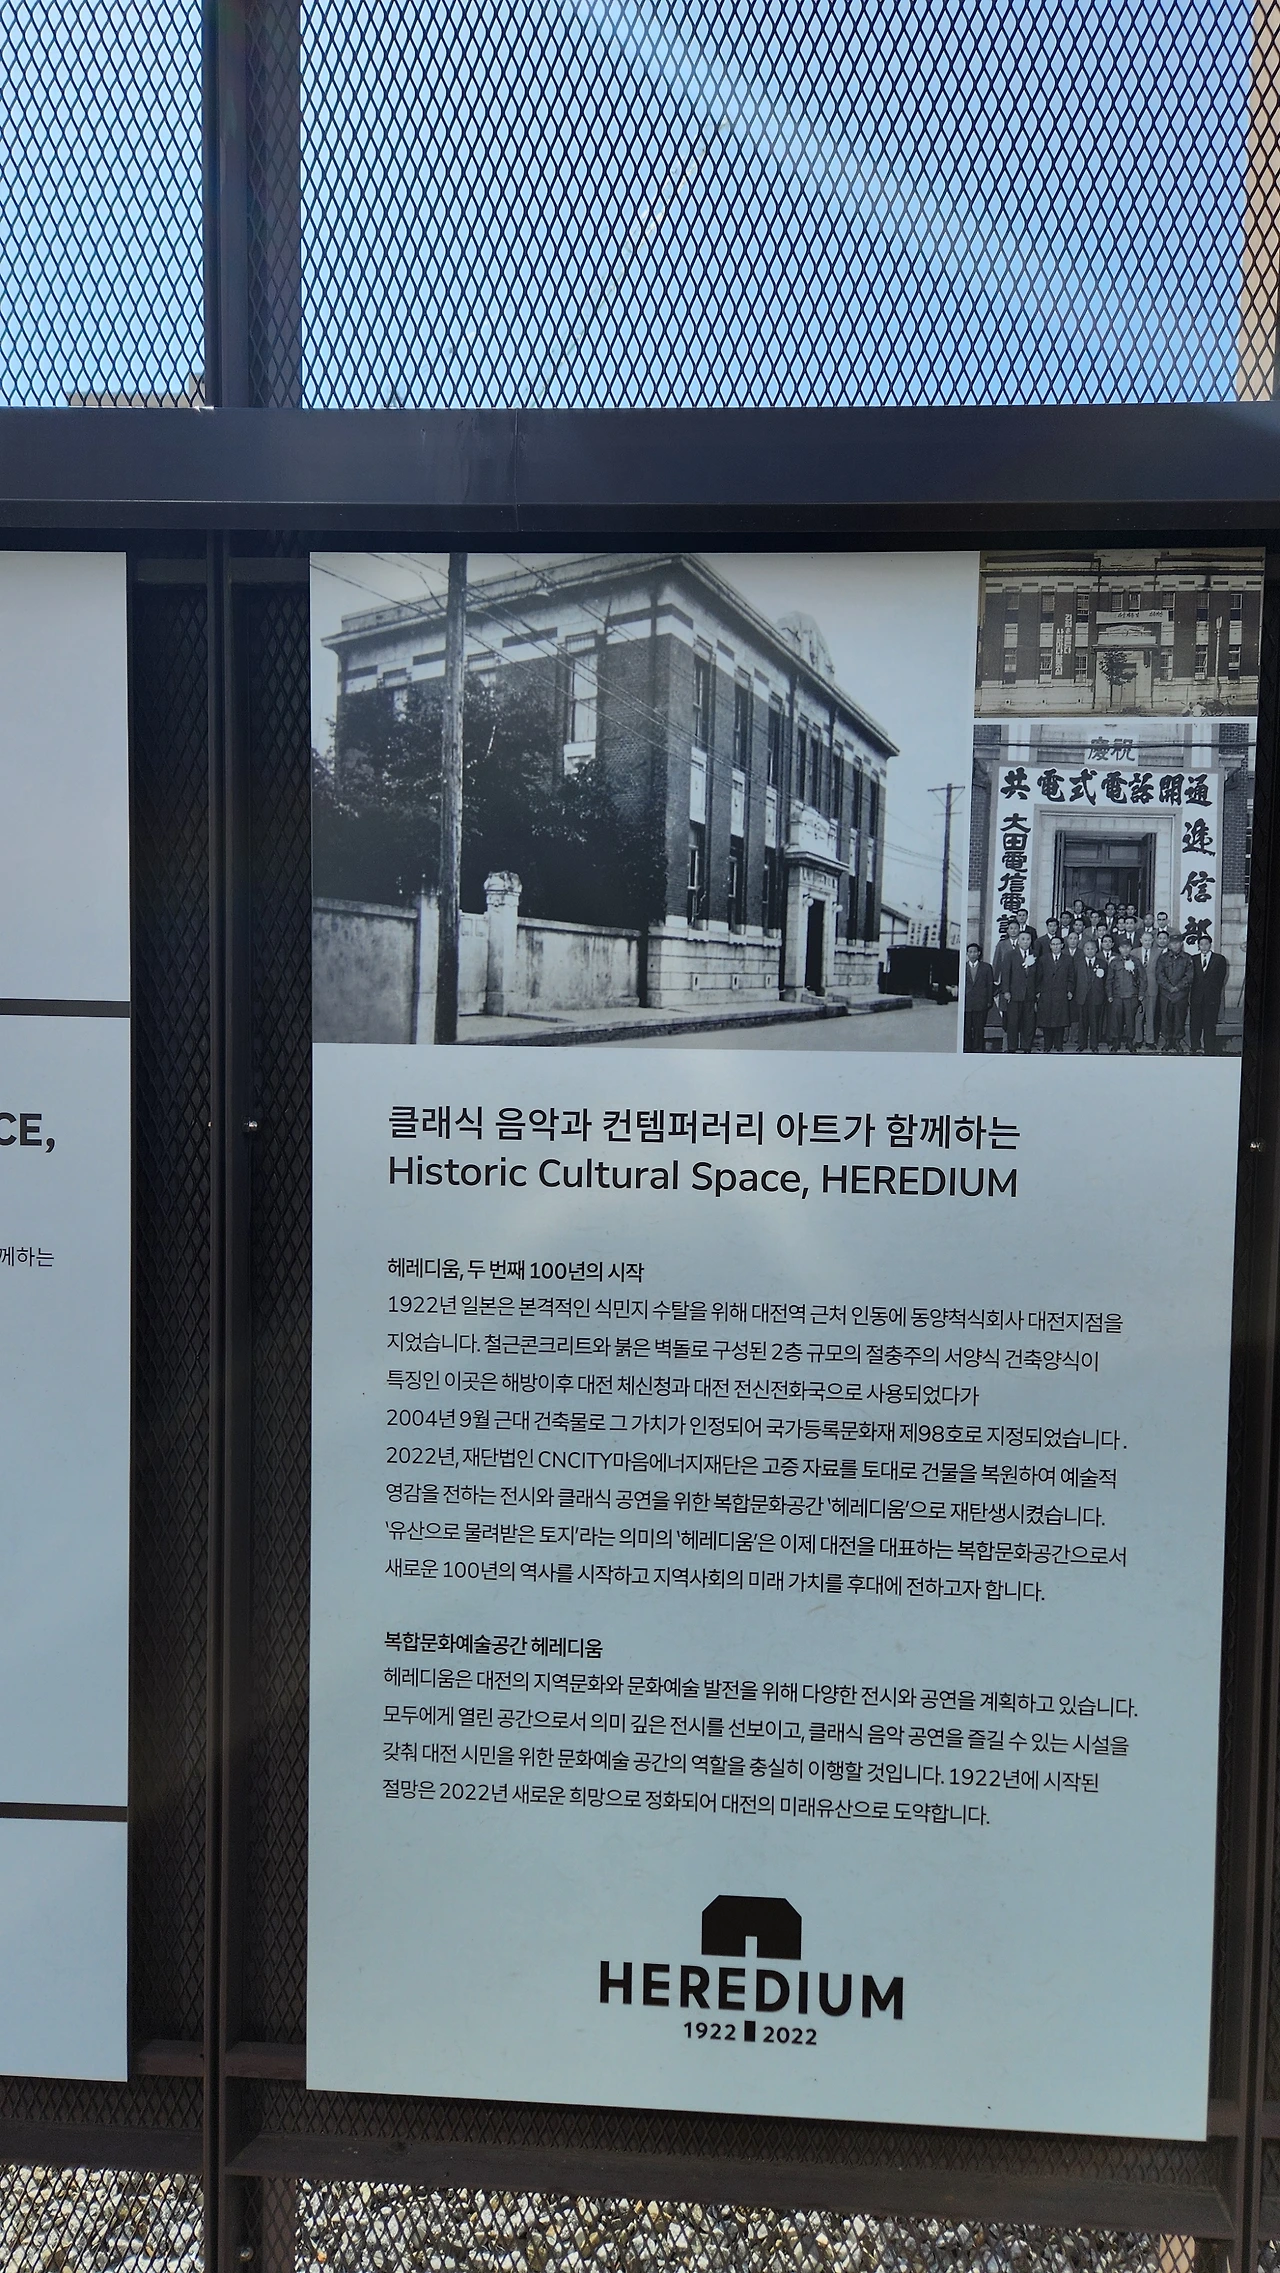 慶祝
共電式電話開通
大田電信電話
遞信部
CE,
께하는
클래식 음악과 컨템퍼러리 아트가 함께하는
Historic Cultural Space, HEREDIUM
헤레디움, 두 번째 100년의 시작
1922년 일본은 본격적인 식민지 수탈을 위해 대전역 근처 인동에 동양척식회사 대전지점을
지었습니다. 철근콘크리트와 붉은 벽돌로 구성된 2층 규모의 절충주의 서양식 건축양식이
특징인 이곳은 해방이후 대전 체신청과 대전 전신전화국으로 사용되었다가
2004년 9월 근대 건축물로 그 가치가 인정되어 국가등록문화재 제98호로 지정되었습니다.
2022년, 재단법인 CNCITY마음에너지재단은 고증 자료를 토대로 건물을 복원하여 예술적
영감을 전하는 전시와 클래식 공연을 위한 복합문화공간 ‘헤레디움’으로 재탄생시켰습니다.
‘유산으로 물려받은 토지’라는 의미의 ‘헤레디움’은 이제 대전을 대표하는 복합문화공간으로서
새로운 100년의 역사를 시작하고 지역사회의 미래 가치를 후대에 전하고자 합니다.
복합문화예술공간 헤레디움
헤레디움은 대전의 지역문화와 문화예술 발전을 위해 다양한 전시와 공연을 계획하고 있습니다.
모두에게 열린 공간으로서 의미 깊은 전시를 선보이고, 클래식 음악 공연을 즐길 수 있는 시설을
갖춰 대전 시민을 위한 문화예술 공간의 역할을 충실히 이행할 것입니다. 1922년에 시작된
절망은 2022년 새로운 희망으로 정화되어 대전의 미래유산으로 도약합니다.
HEREDIUM
1922 2022